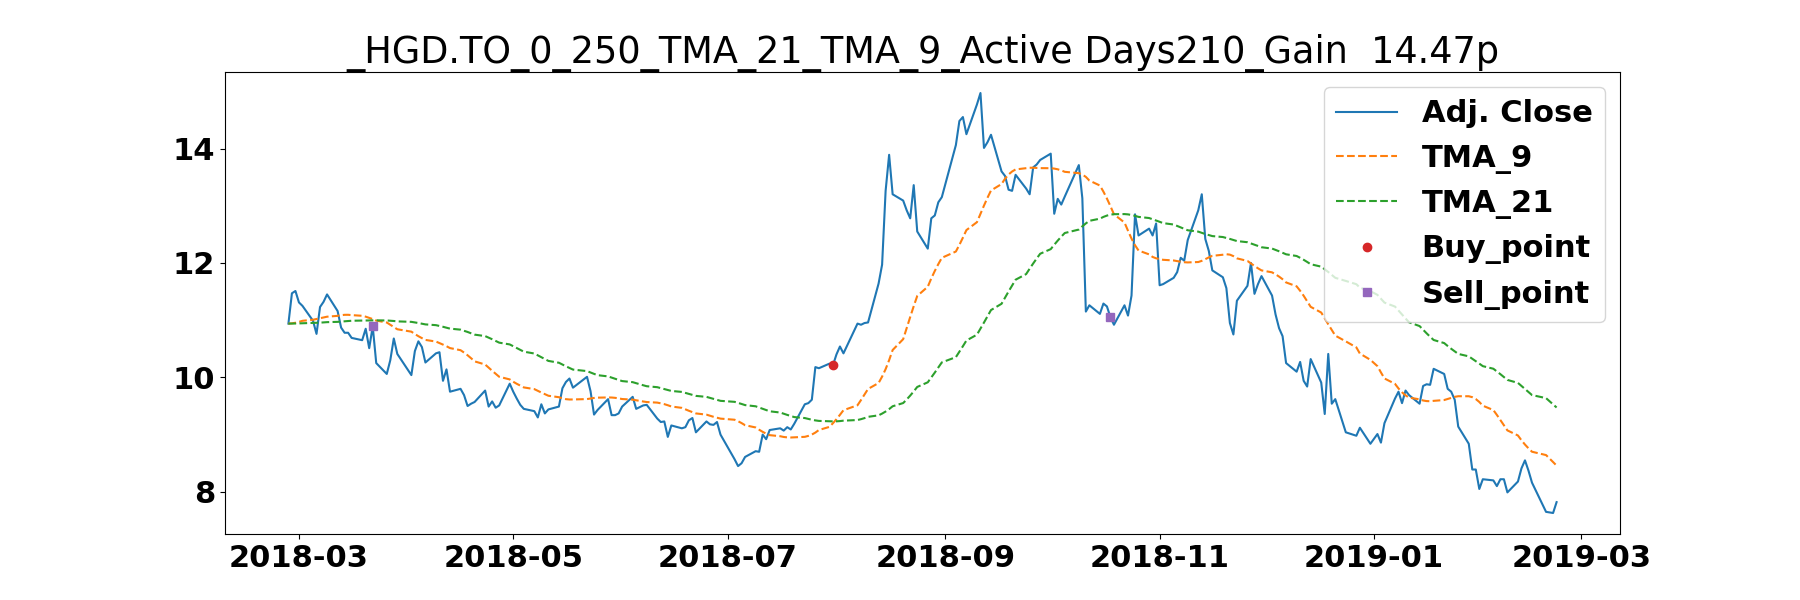 _HGD.TO_0_250_TMA_21_TMA_9_Active Days210_Gain  14.47p
Adj. Close
TMA_9
TMA_21
Buy_point
Sell_point
14
12
10
8
2018-03 2018-05 2018-07 2018-09 2018-11 2019-01 2019-03